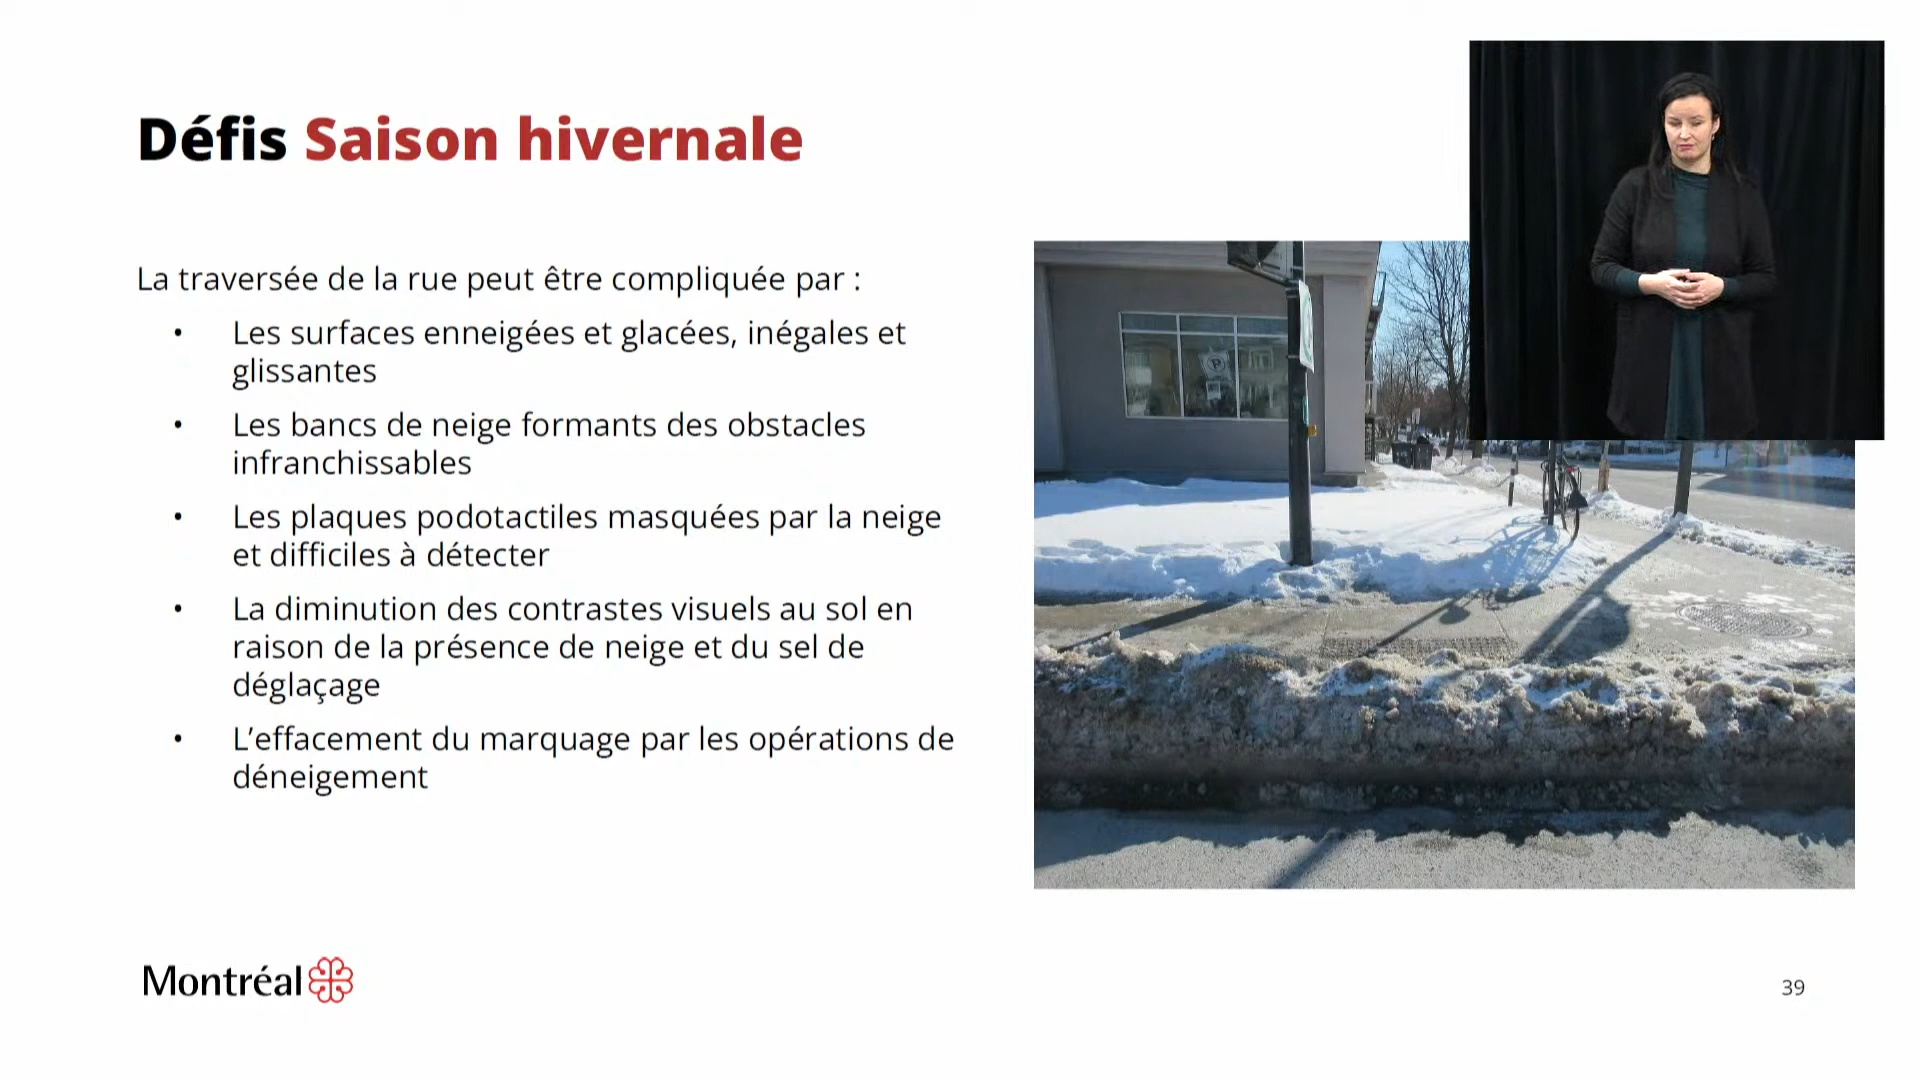 Défis Saison hivernale
La traversée de la rue peut être compliquée par :
• Les surfaces enneigées et glacées, inégales et
glissantes
• Les bancs de neige formants des obstacles
infranchissables
• Les plaques podotactiles masquées par la neige
et difficiles à détecter
• La diminution des contrastes visuels au sol en
raison de la présence de neige et du sel de
déglaçage
• L’effacement du marquage par les opérations de
déneigement
P
Montréal
39